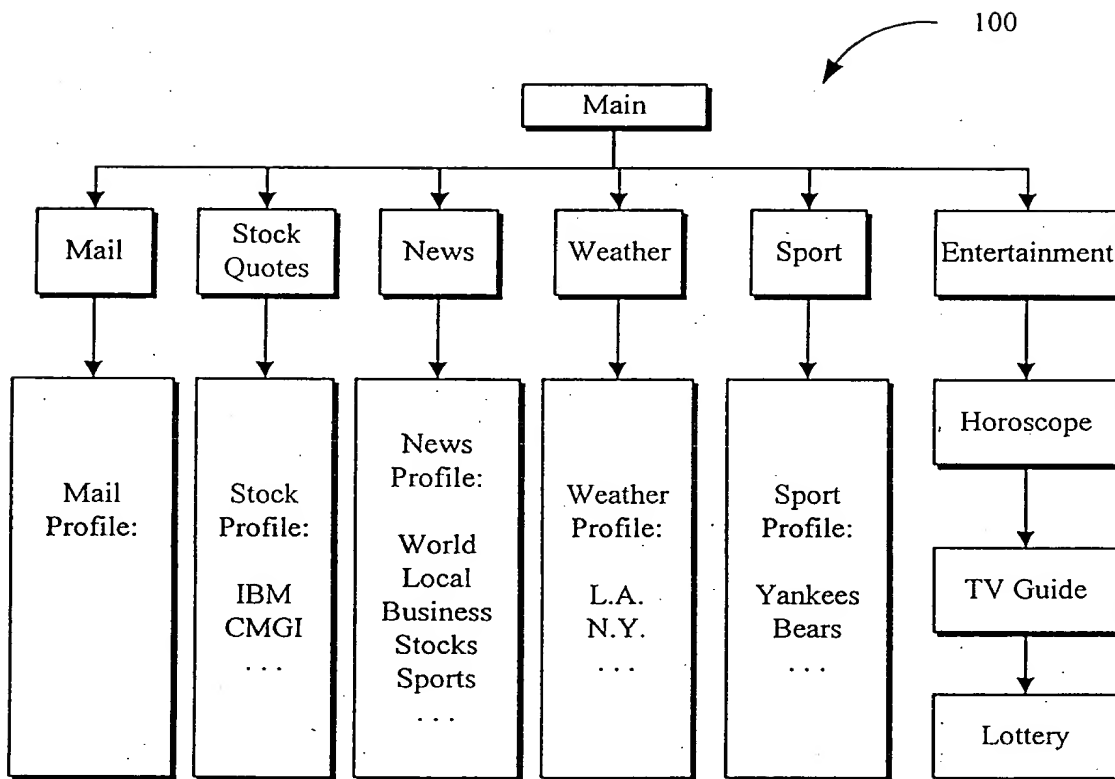 100
Main
Mail
Stock
Quotes
News
Weather
Sport
Entertainment
Mail
Profile:
Stock
Profile:
IBM
CMGI
. . .
News
Profile:
World
Local
Business
Stocks
Sports
. . .
Weather
Profile:
L.A.
N.Y.
. . .
Sport
Profile:
Yankees
Bears
. . .
Horoscope
TV Guide
Lottery